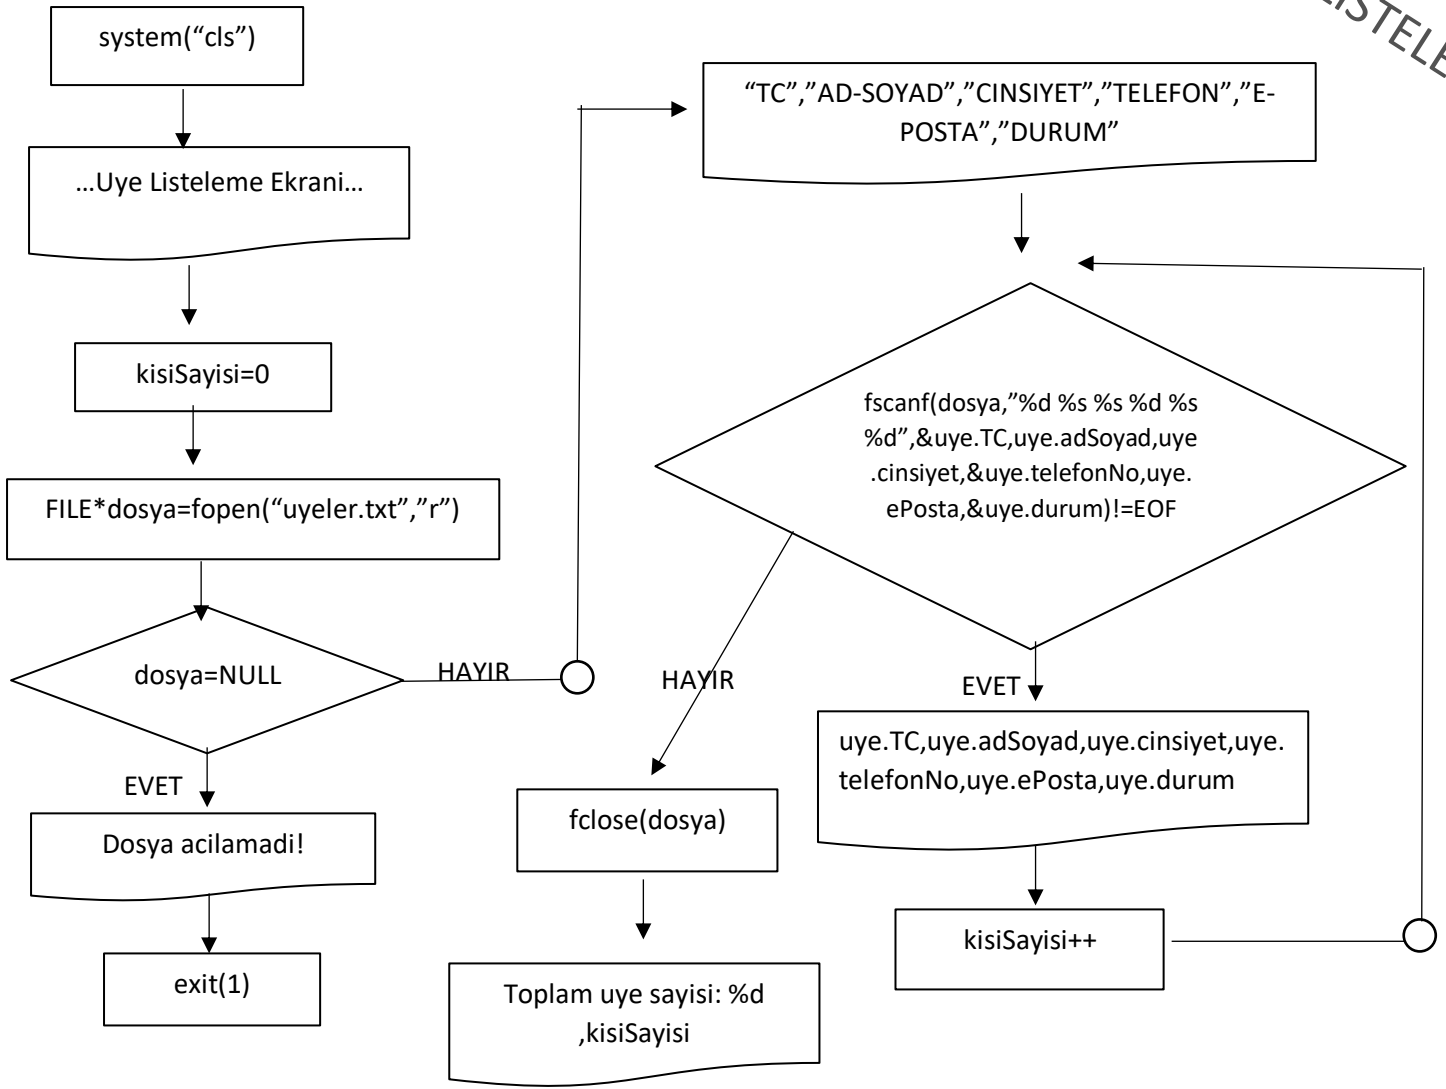 system(“cls”)
…Uye Listeleme Ekrani…
kisiSayisi=0
FILE*dosya=fopen(“uyeler.txt”,”r”)
dosya=NULL
HAYIR
EVET
Dosya acilamadi!
exit(1)
“TC”,”AD-SOYAD”,”CINSIYET”,”TELEFON”,”E-
POSTA”,”DURUM”
fscanf(dosya,”%d %s %s %d %s
%d”,&uye.TC,uye.adSoyad,uye
.cinsiyet,&uye.telefonNo,uye.
ePosta,&uye.durum)!=EOF
HAYIR
fclose(dosya)
Toplam uye sayisi: %d
,kisiSayisi
EVET
uye.TC,uye.adSoyad,uye.cinsiyet,uye.
telefonNo,uye.ePosta,uye.durum
kisiSayisi++